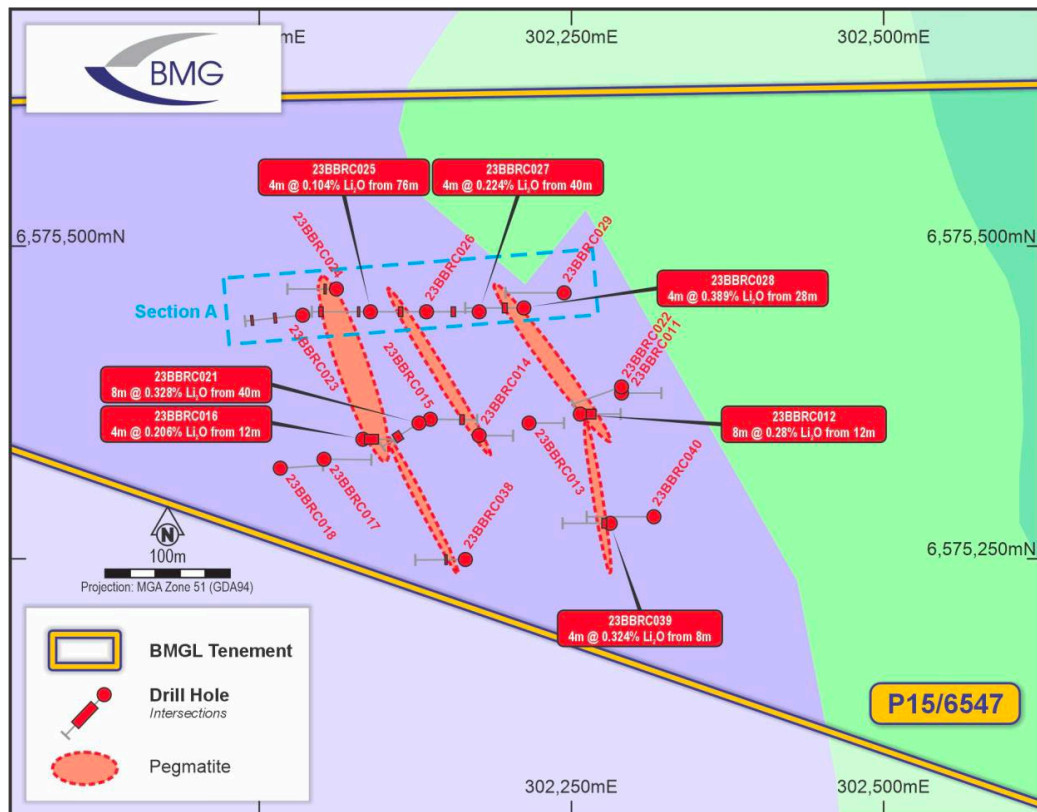 BMG
mE
302,250mE
302,500mE
23BBRC025
4m @ 0.104% Li₂O from 76m
23BBRC027
4m @ 0.224% Li₂O from 40m
6,575,500mN
6,575,500mN
23BBRC024
23BBRC026
23BBRC029
23BBRC028
4m @ 0.389% Li₂O from 28m
Section A
23BBRC023
23BBRC022
23BBRC011
23BBRC021
8m @ 0.328% Li₂O from 40m
23BBRC015
23BBRC014
23BBRC016
4m @ 0.206% Li₂O from 12m
23BBRC012
8m @ 0.28% Li₂O from 12m
23BBRC018
23BBRC017
23BBRC013
23BBRC040
23BBRC038
N
100m
Projection: MGA Zone 51 (GDA94)
6,575,250mN
23BBRC039
4m @ 0.324% Li₂O from 8m
BMGL Tenement
Drill Hole
Intersections
Pegmatite
P15/6547
302,250mE
302,500mE